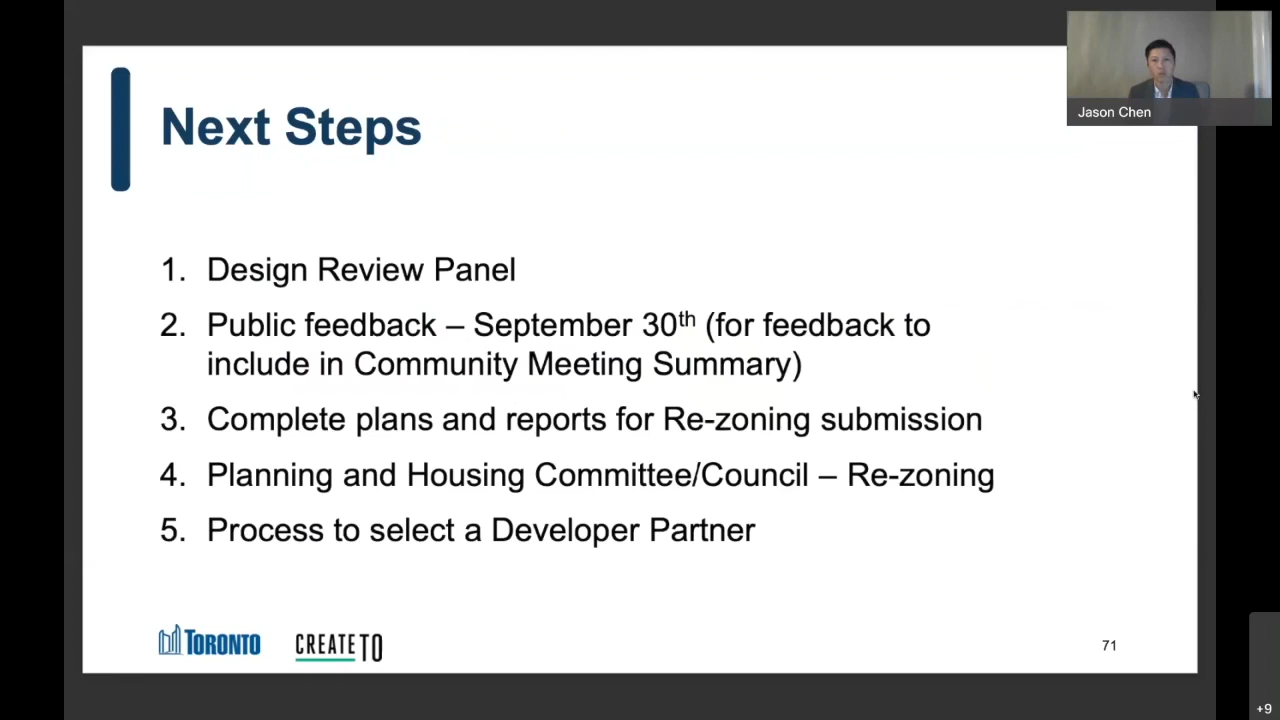 Jason Chen
Next Steps
1. Design Review Panel
2. Public feedback – September 30th (for feedback to
include in Community Meeting Summary)
3. Complete plans and reports for Re-zoning submission
4. Planning and Housing Committee/Council – Re-zoning
5. Process to select a Developer Partner
TORONTO
CREATETO
71
+9